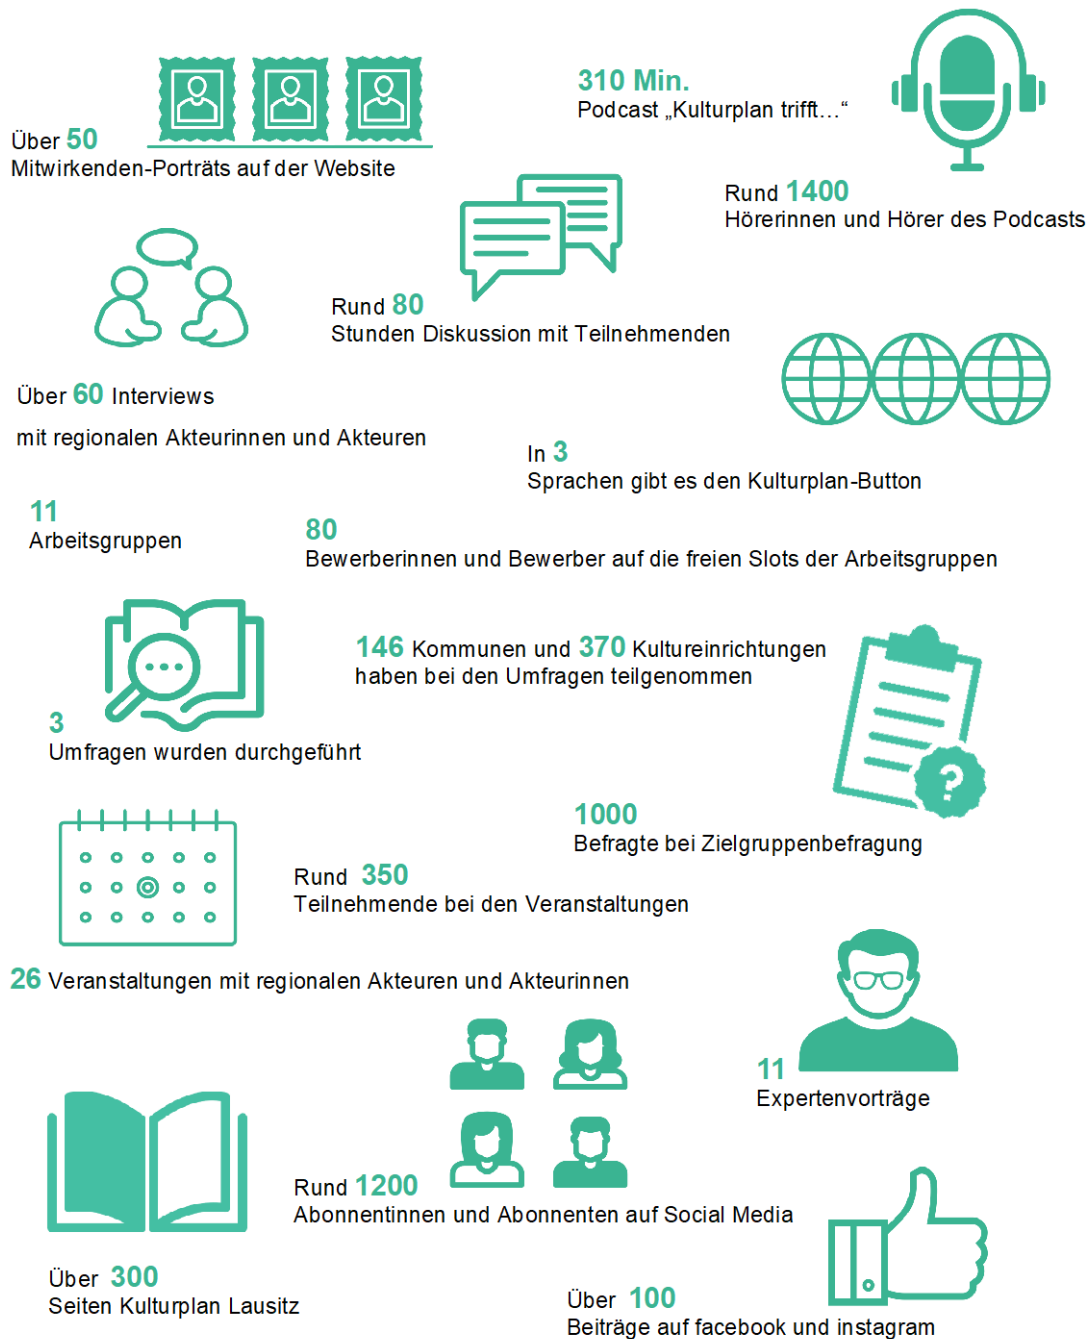 310 Min.
Podcast „Kulturplan trifft…“
Über 50
Mitwirkenden-Porträts auf der Website
Rund 1400
Hörerinnen und Hörer des Podcasts
Rund 80
Stunden Diskussion mit Teilnehmenden
Über 60 Interviews
mit regionalen Akteurinnen und Akteuren
In 3
Sprachen gibt es den Kulturplan-Button
11
Arbeitsgruppen
80
Bewerberinnen und Bewerber auf die freien Slots der Arbeitsgruppen
146 Kommunen und 370 Kultureinrichtungen
haben bei den Umfragen teilgenommen
3
Umfragen wurden durchgeführt
?
1000
Befragte bei Zielgruppenbefragung
Rund 350
Teilnehmende bei den Veranstaltungen
26 Veranstaltungen mit regionalen Akteuren und Akteurinnen
11
Expertenvorträge
Rund 1200
Abonnentinnen und Abonnenten auf Social Media
Über 300
Seiten Kulturplan Lausitz
Über 100
Beiträge auf facebook und instagram